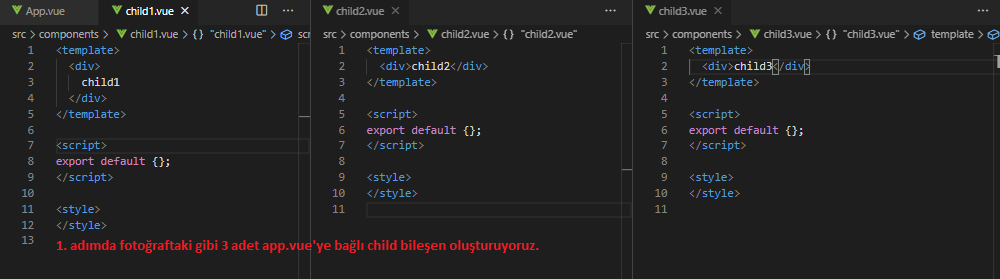 App.vue
child1.vue ×
...
src > components > child1.vue > {} "child1.vue" > scr
1 <template>
2   <div>
3     child1
4   </div>
5 </template>
6
7 <script>
8 export default {};
9 </script>
10
11 <style>
12 </style>
13
child2.vue ×
...
src > components > child2.vue > {} "child2.vue"
1 <template>
2   <div>child2</div>
3 </template>
4
5 <script>
6 export default {};
7 </script>
8
9 <style>
10 </style>
11
child3.vue ×
...
src > components > child3.vue > {} "child3.vue" > template >
1 <template>
2   <div>child3</div>
3 </template>
4
5 <script>
6 export default {};
7 </script>
8
9 <style>
10 </style>
11
1. adımda fotoğraftaki gibi 3 adet app.vue'ye bağlı child bileşen oluşturuyoruz.